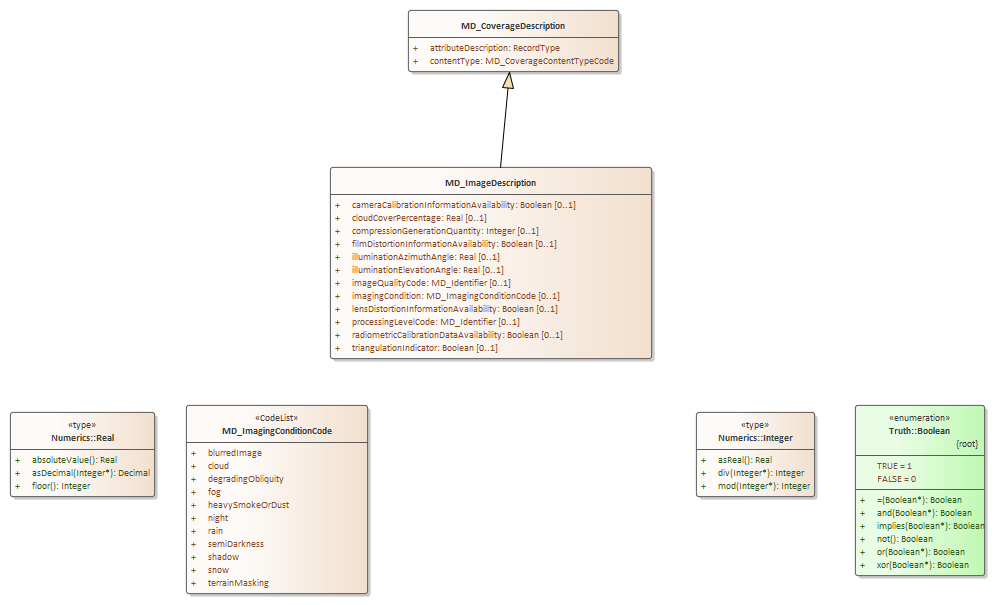 MD_CoverageDescription
+ attributeDescription: RecordType
+ contentType: MD_CoverageContentTypeCode
MD_ImageDescription
+ cameraCalibrationInformationAvailability: Boolean [0..1]
+ cloudCoverPercentage: Real [0..1]
+ compressionGenerationQuantity: Integer [0..1]
+ filmDistortionInformationAvailability: Boolean [0..1]
+ illuminationAzimuthAngle: Real [0..1]
+ illuminationElevationAngle: Real [0..1]
+ imageQualityCode: MD_Identifier [0..1]
+ imagingCondition: MD_ImagingConditionCode [0..1]
+ lensDistortionInformationAvailability: Boolean [0..1]
+ processingLevelCode: MD_Identifier [0..1]
+ radiometricCalibrationDataAvailability: Boolean [0..1]
+ triangulationIndicator: Boolean [0..1]
«type»
Numerics::Real
+ absoluteValue(): Real
+ asDecimal(Integer*): Decimal
+ floor(): Integer
«CodeList»
MD_ImagingConditionCode
+ blurredImage
+ cloud
+ degradingObliquity
+ fog
+ heavySmokeOrDust
+ night
+ rain
+ semiDarkness
+ shadow
+ snow
+ terrainMasking
«type»
Numerics::Integer
+ asReal(): Real
+ div(Integer*): Integer
+ mod(Integer*): Integer
«enumeration»
Truth::Boolean
{root}
TRUE = 1
FALSE = 0
+ =(Boolean*): Boolean
+ and(Boolean*): Boolean
+ implies(Boolean*): Boolean
+ not(): Boolean
+ or(Boolean*): Boolean
+ xor(Boolean*): Boolean